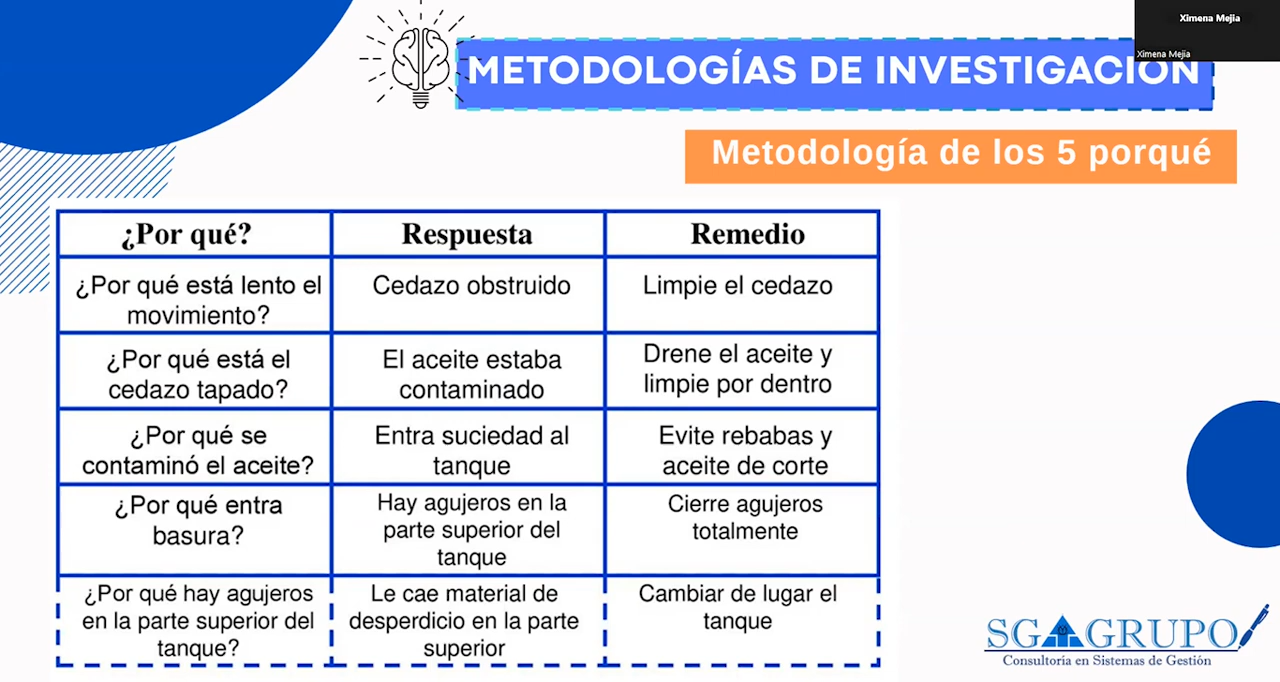 Ximena Mejia
Ximena Mejia
METODOLOGÍAS DE INVESTIGACIÓN
Metodología de los 5 porqué
¿Por qué? Respuesta Remedio
¿Por qué está lento el
movimiento?
Cedazo obstruido
Limpie el cedazo
¿Por qué está el
cedazo tapado?
El aceite estaba
contaminado
Drene el aceite y
limpie por dentro
¿Por qué se
contaminó el aceite?
Entra suciedad al
tanque
Evite rebabas y
aceite de corte
¿Por qué entra
basura?
Hay agujeros en la
parte superior del
tanque
Cierre agujeros
totalmente
¿Por qué hay agujeros
en la parte superior del
tanque?
Le cae material de
desperdicio en la parte
superior
Cambiar de lugar el
tanque
SGA GRUPO
Consultoría en Sistemas de Gestión